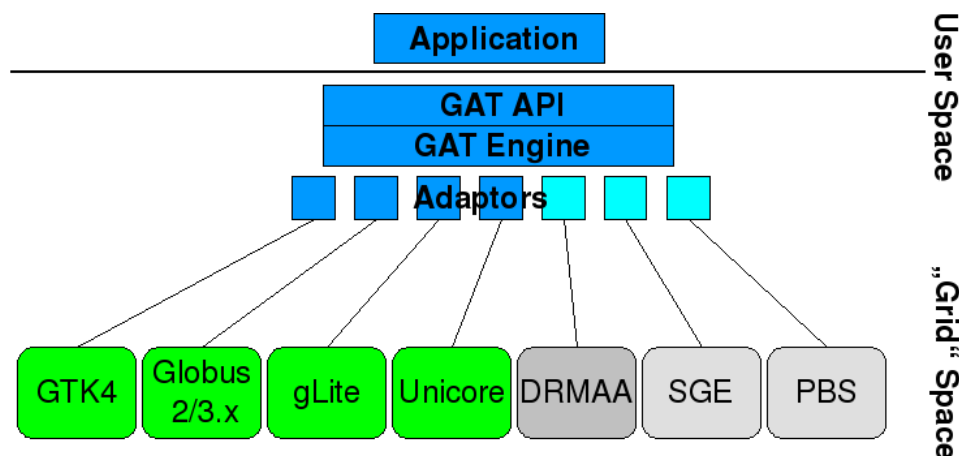 Application
User Space
GAT API
GAT Engine
Adaptors
„Grid“ Space
GTK4
Globus
2/3.x
gLite
Unicore
DRMAA
SGE
PBS